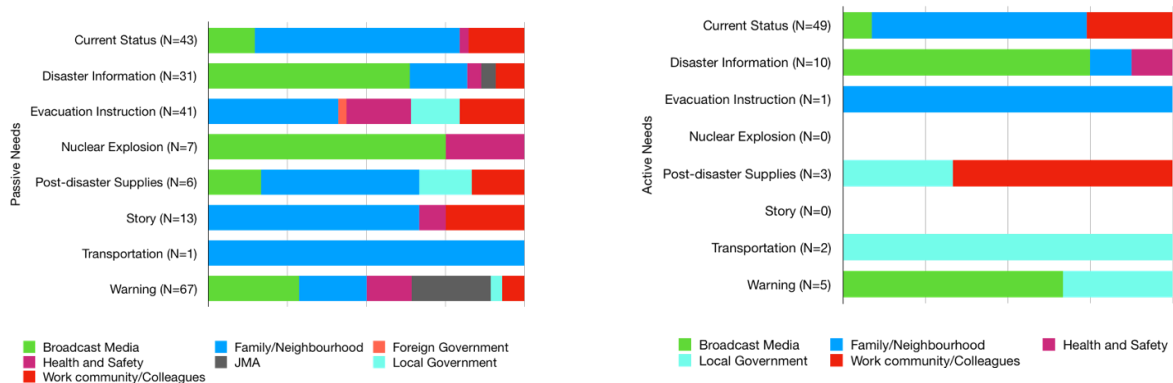 Passive Needs
Current Status (N=43)
Disaster Information (N=31)
Evacuation Instruction (N=41)
Nuclear Explosion (N=7)
Post-disaster Supplies (N=6)
Story (N=13)
Transportation (N=1)
Warning (N=67)
Broadcast Media
Family/Neighbourhood
Foreign Government
Health and Safety
JMA
Local Government
Work community/Colleagues
Active Needs
Current Status (N=49)
Disaster Information (N=10)
Evacuation Instruction (N=1)
Nuclear Explosion (N=0)
Post-disaster Supplies (N=3)
Story (N=0)
Transportation (N=2)
Warning (N=5)
Broadcast Media
Family/Neighbourhood
Health and Safety
Local Government
Work community/Colleagues